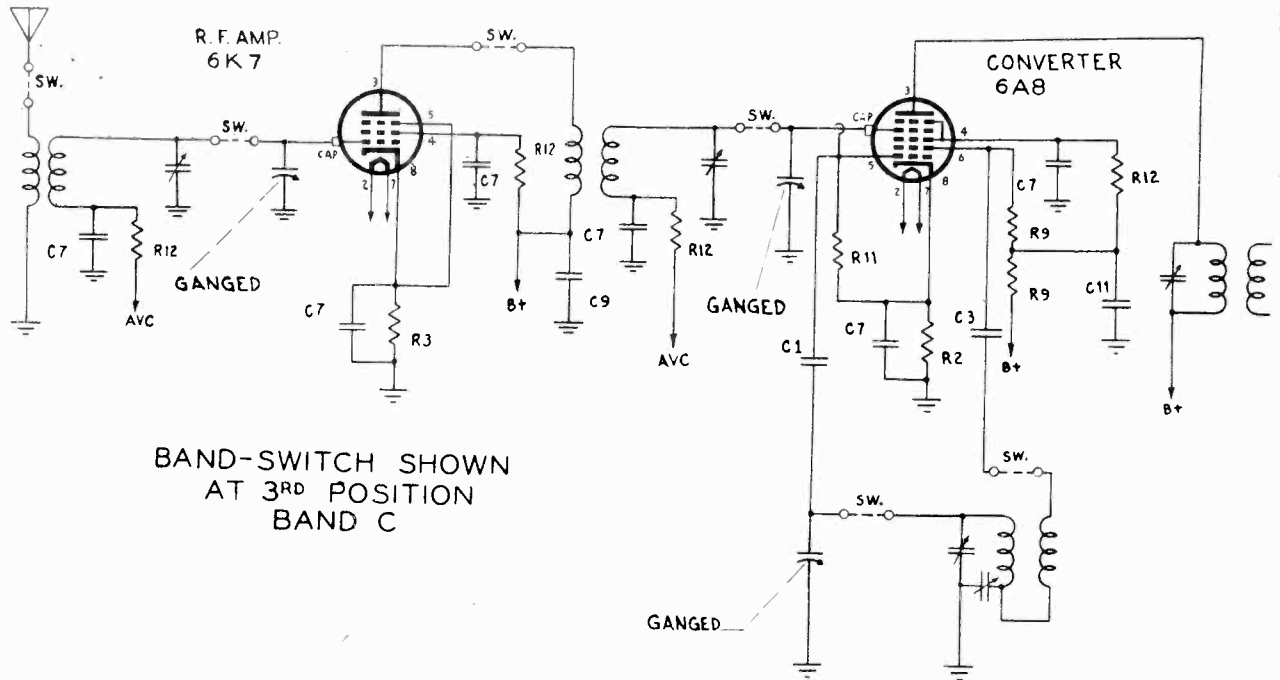 R.F. AMP.
6K7
SW.
SW.
SW.
CAP
3
5
4
8
2
7
C7
R12
C7
R12
AVC
GANGED
C7
R3
B+
C9
CONVERTER
6A8
SW.
CAP
3
4
6
5
8
2
7
C7
R12
AVC
GANGED
R11
C7
R2
C1
C7
R12
R9
R9
C11
C3
B+
B+
SW.
SW.
GANGED
BAND-SWITCH SHOWN
AT 3RD POSITION
BAND C